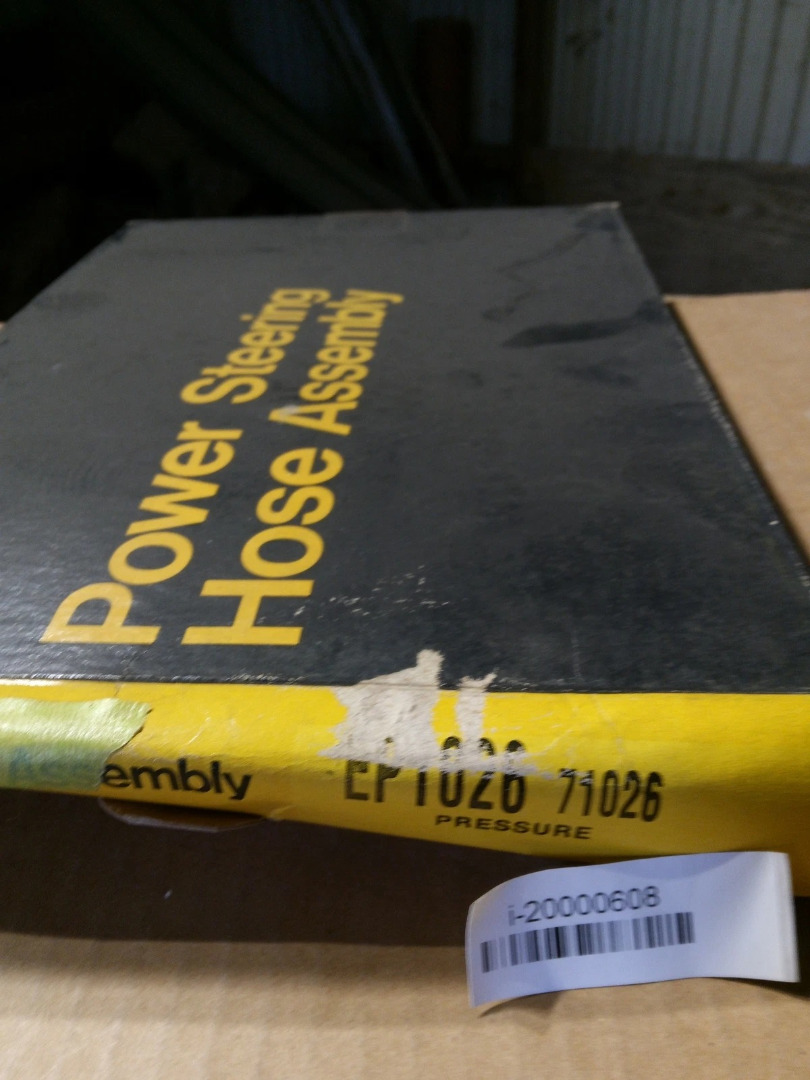 Power Steering
Hose Assembly
embly
EP1026 71026
PRESSURE
i-20000608